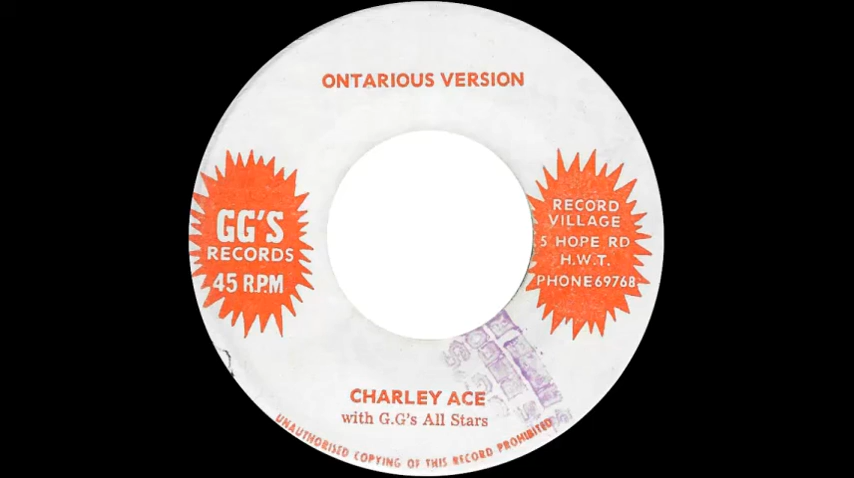 ONTARIOUS VERSION
GG'S
RECORDS
45 R.P.M
RECORD
VILLAGE
5 HOPE RD
H.W.T.
PHONE 69768
CHARLEY ACE
with G.G's All Stars
UNAUTHORISED COPYING OF THIS RECORD PROHIBITED